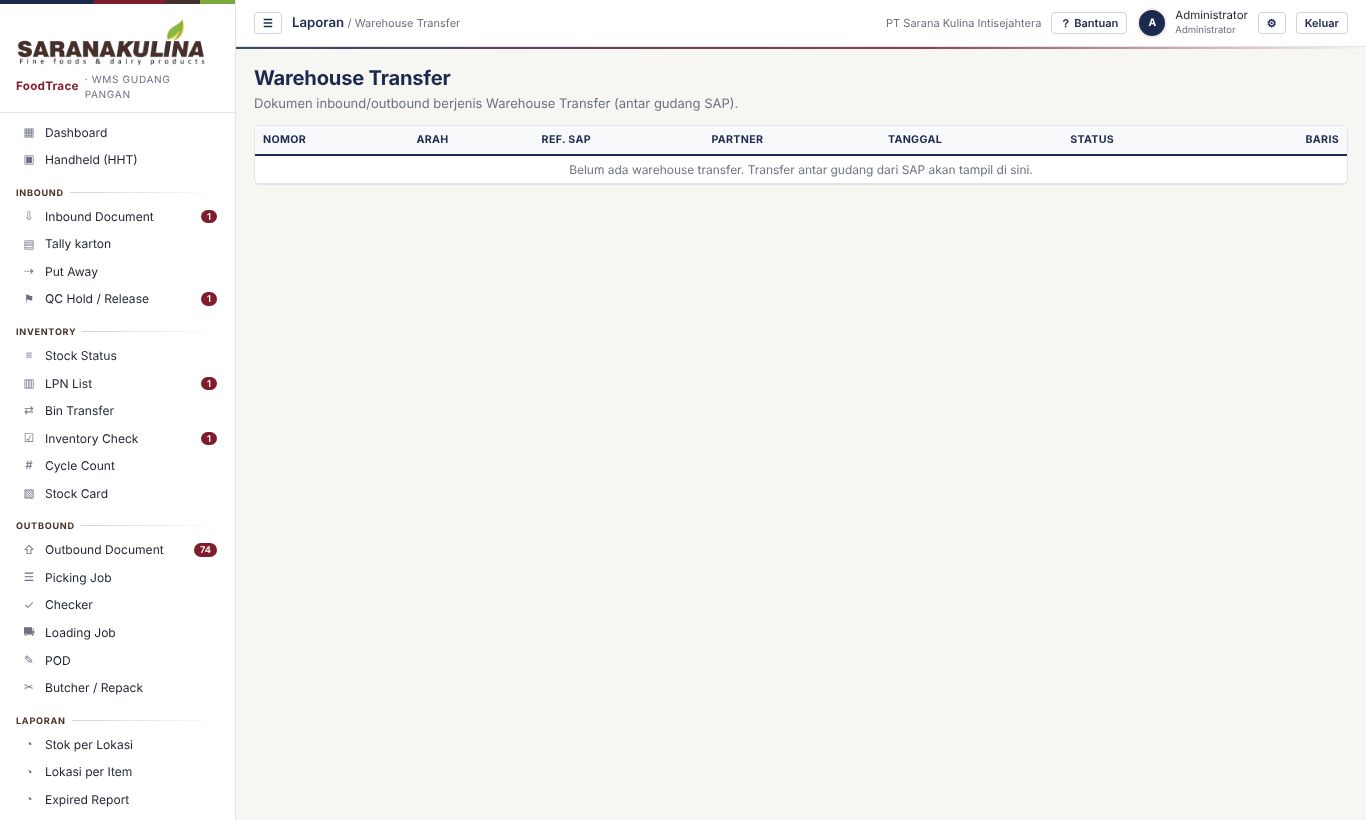 SARANAKULINA
Fine foods & dairy products
FoodTrace · WMS GUDANG
PANGAN
Dashboard
Handheld (HHT)
INBOUND
Inbound Document 1
Tally karton
Put Away
QC Hold / Release 1
INVENTORY
Stock Status
LPN List 1
Bin Transfer
Inventory Check 1
Cycle Count
Stock Card
OUTBOUND
Outbound Document 74
Picking Job
Checker
Loading Job
POD
Butcher / Repack
LAPORAN
Stok per Lokasi
Lokasi per Item
Expired Report
Laporan / Warehouse Transfer
PT Sarana Kulina Intisejahtera
? Bantuan
A
Administrator
Administrator
Keluar
Warehouse Transfer
Dokumen inbound/outbound berjenis Warehouse Transfer (antar gudang SAP).
NOMOR ARAH REF. SAP PARTNER TANGGAL STATUS BARIS
Belum ada warehouse transfer. Transfer antar gudang dari SAP akan tampil di sini.